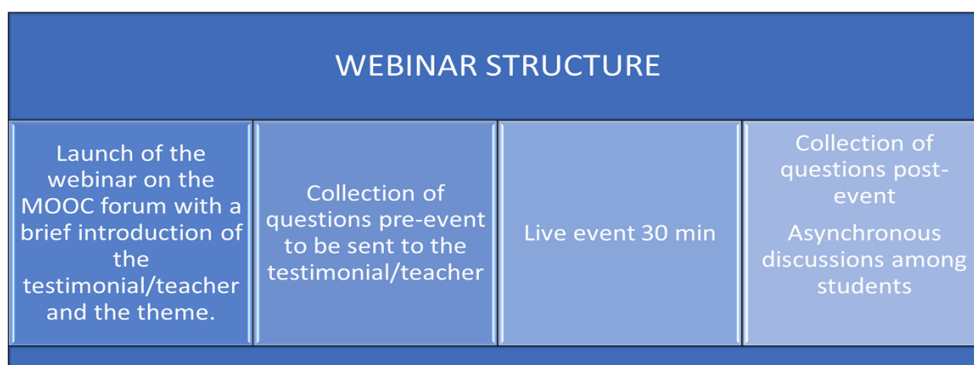 WEBINAR STRUCTURE
Launch of the
webinar on the
MOOC forum with a
brief introduction of
the
testimonial/teacher
and the theme.
Collection of
questions pre-event
to be sent to the
testimonial/teacher
Live event 30 min
Collection of
questions post-
event
Asynchronous
discussions among
students